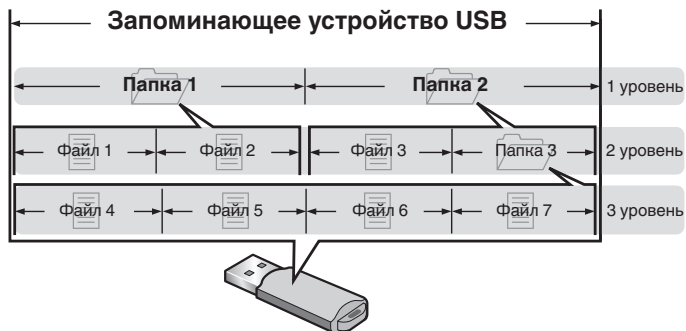 Запоминающее устройство USB
Папка 1 Папка 2 1 уровень
Файл 1 Файл 2 Файл 3 Папка 3 2 уровень
Файл 4 Файл 5 Файл 6 Файл 7 3 уровень